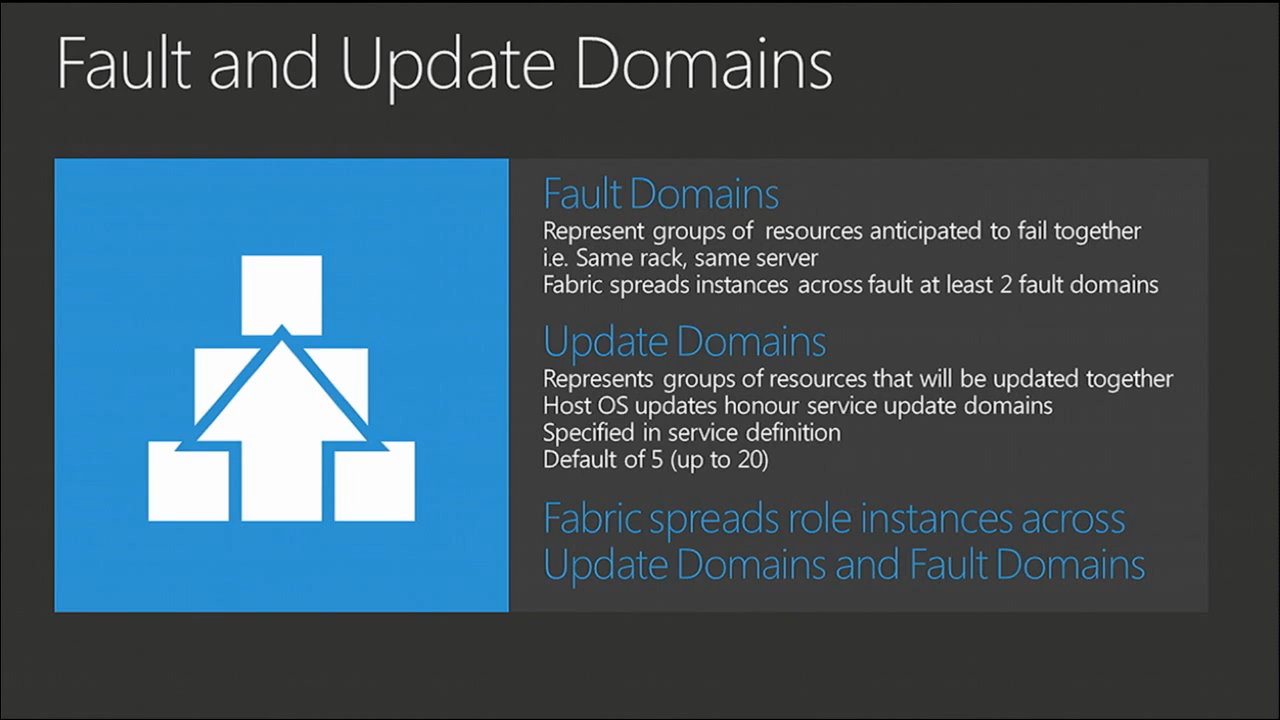 Fault and Update Domains
Fault Domains
Represent groups of resources anticipated to fail together
i.e. Same rack, same server
Fabric spreads instances across fault at least 2 fault domains
Update Domains
Represents groups of resources that will be updated together
Host OS updates honour service update domains
Specified in service definition
Default of 5 (up to 20)
Fabric spreads role instances across
Update Domains and Fault Domains